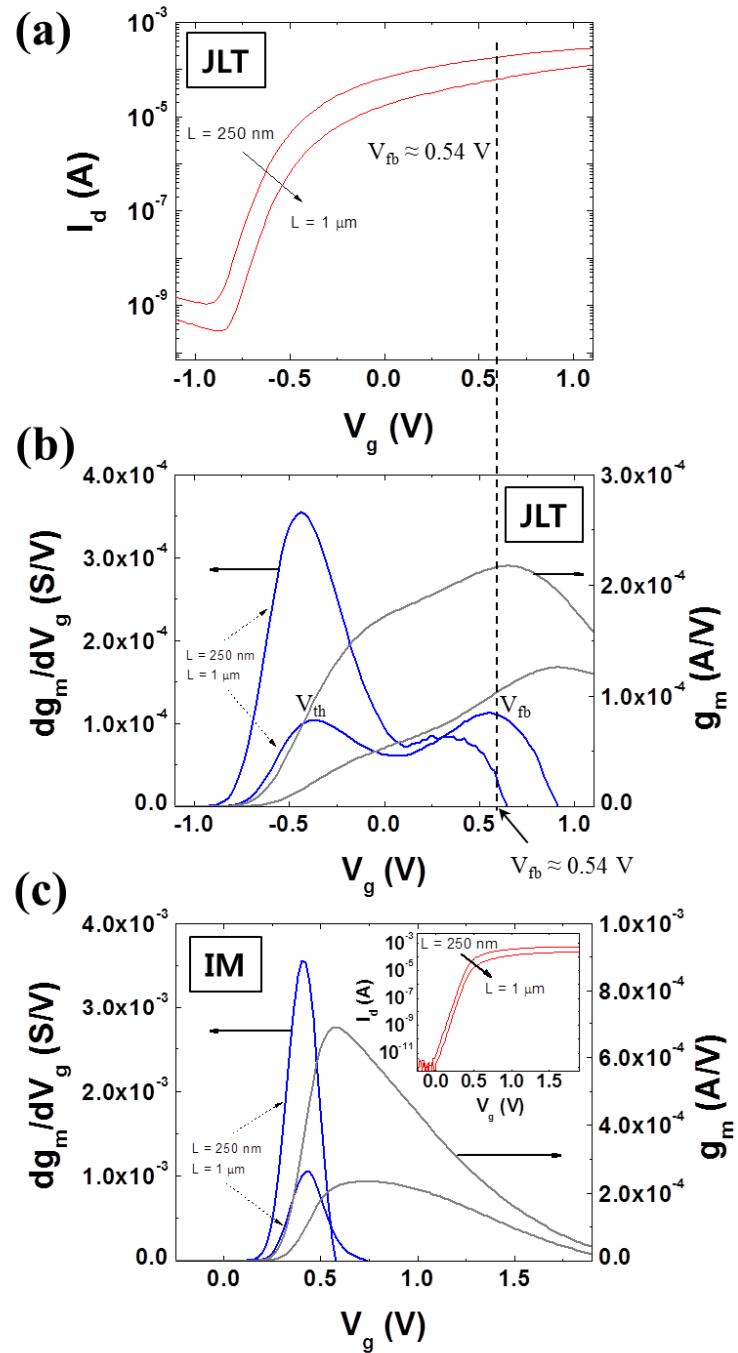 (a)
JLT
I_d (A)
10⁻³
10⁻⁵
10⁻⁷
10⁻⁹
L = 250 nm
L = 1 μm
V_fb ≈ 0.54 V
-1.0 -0.5 0.0 0.5 1.0
V_g (V)
(b)
JLT
dg_m/dV_g (S/V)
4.0x10⁻⁴
3.0x10⁻⁴
2.0x10⁻⁴
1.0x10⁻⁴
0.0
L = 250 nm
L = 1 μm
V_th
V_fb
3.0x10⁻⁴
2.0x10⁻⁴
1.0x10⁻⁴
0.0
g_m (A/V)
-1.0 -0.5 0.0 0.5 1.0
V_g (V)
V_fb ≈ 0.54 V
(c)
IM
dg_m/dV_g (S/V)
4.0x10⁻³
3.0x10⁻³
2.0x10⁻³
1.0x10⁻³
0.0
L = 250 nm
L = 1 μm
I_d (A)
10⁻³
10⁻⁵
10⁻⁷
10⁻⁹
10⁻¹¹
L = 250 nm
L = 1 μm
0.0 0.5 1.0 1.5
V_g (V)
1.0x10⁻³
8.0x10⁻⁴
6.0x10⁻⁴
4.0x10⁻⁴
2.0x10⁻⁴
0.0
g_m (A/V)
0.0 0.5 1.0 1.5
V_g (V)